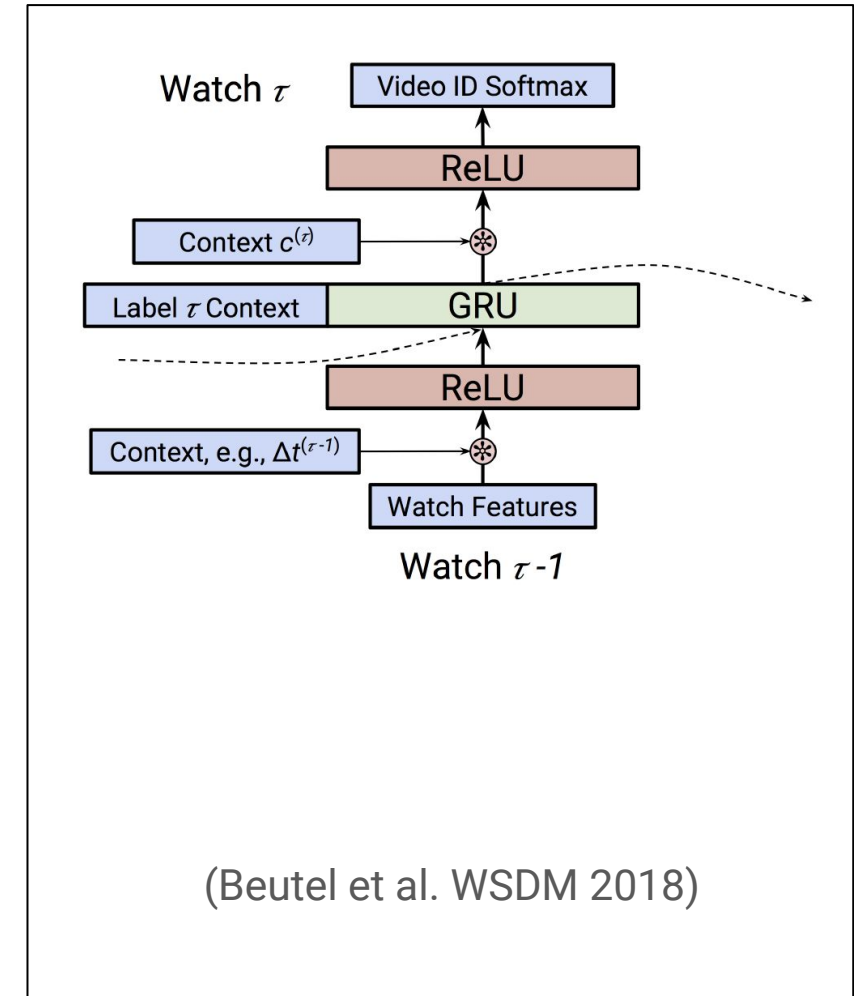 Watch τ
Video ID Softmax
ReLU
Context c⁽τ⁾
Label τ Context
GRU
ReLU
Context, e.g., Δt⁽τ⁻¹⁾
Watch Features
Watch τ -1
(Beutel et al. WSDM 2018)